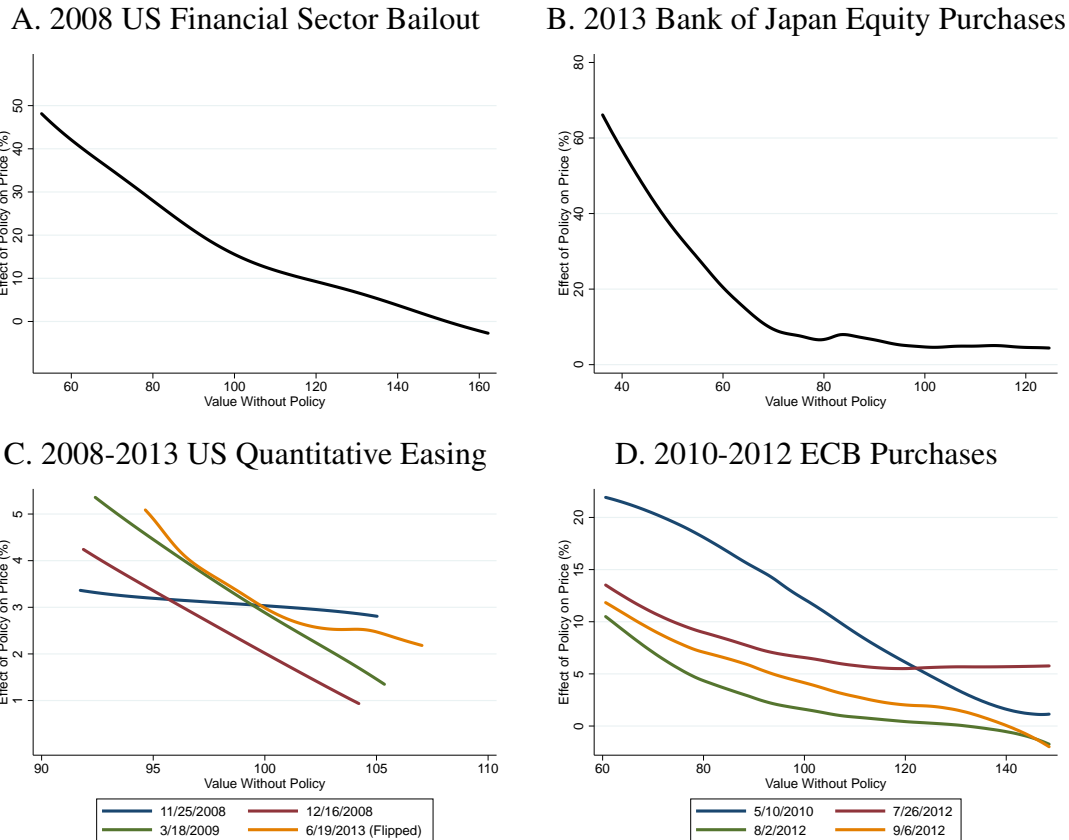 A. 2008 US Financial Sector Bailout
Effect of Policy on Price (%)
50
40
30
20
10
0
60 80 100 120 140 160
Value Without Policy
B. 2013 Bank of Japan Equity Purchases
Effect of Policy on Price (%)
80
60
40
20
0
40 60 80 100 120
Value Without Policy
C. 2008-2013 US Quantitative Easing
Effect of Policy on Price (%)
5
4
3
2
1
90 95 100 105 110
Value Without Policy
11/25/2008 12/16/2008
3/18/2009 6/19/2013 (Flipped)
D. 2010-2012 ECB Purchases
Effect of Policy on Price (%)
20
15
10
5
0
60 80 100 120 140
Value Without Policy
5/10/2010 7/26/2012
8/2/2012 9/6/2012